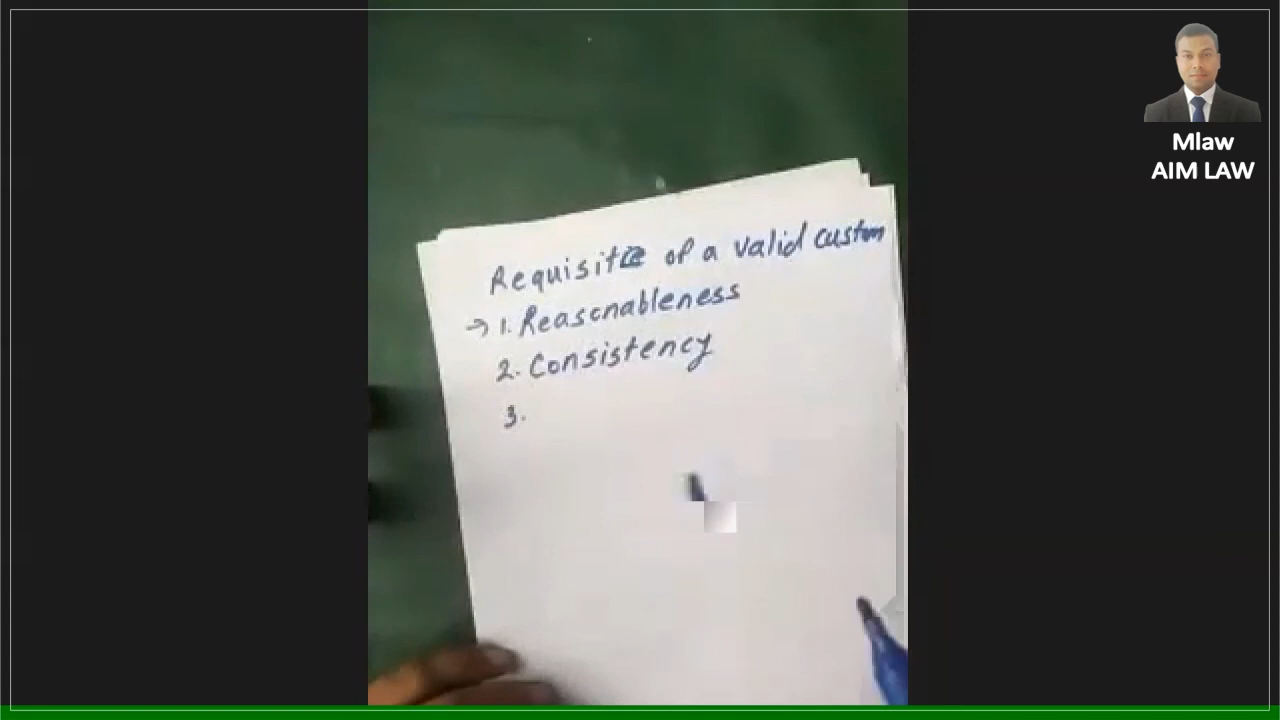 Requisite of a valid custom
→ 1. Reasonableness
2. Consistency
3.
Mlaw
AIM LAW